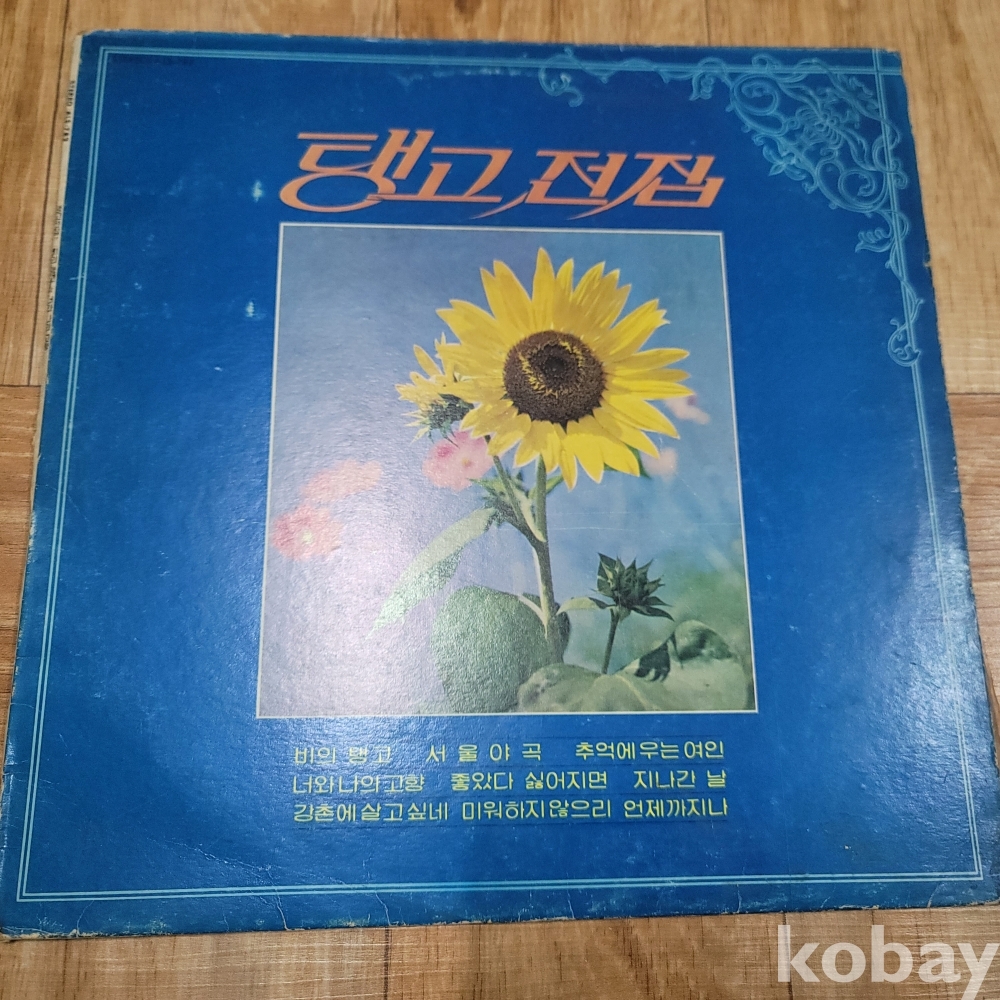 탱고 전집
비의 탱고 서울야곡 추억에우는여인
너와나의고향 좋았다 싫어지면 지나간 날
강촌에살고싶네 미워하지않으리 언제까지나
kobay